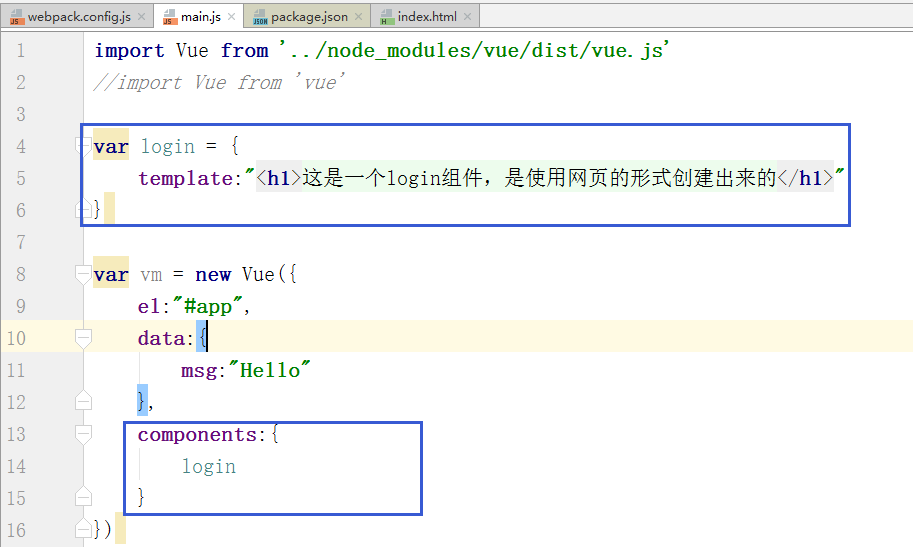 webpack.config.js main.js package.json index.html
1 import Vue from '../node_modules/vue/dist/vue.js'
2 //import Vue from 'vue'
3
4 var login = {
5 template:"<h1>这是一个login组件，是使用网页的形式创建出来的</h1>"
6 }
7
8 var vm = new Vue({
9 el:"#app",
10 data:{
11 msg:"Hello"
12 },
13 components:{
14 login
15 }
16 })